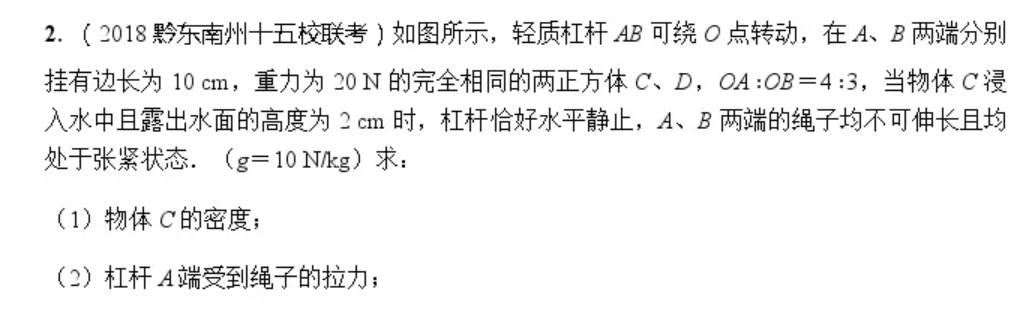 2.（2018 黔东南州十五校联考）如图所示，轻质杠杆 AB 可绕 O 点转动，在 A、B 两端分别
挂有边长为 10 cm，重力为 20 N 的完全相同的两正方体 C、D，OA∶OB＝4∶3，当物体 C 浸
入水中且露出水面的高度为 2 cm 时，杠杆恰好水平静止，A、B 两端的绳子均不可伸长且均
处于张紧状态．（g＝10 N/kg）求：
（1）物体 C 的密度；
（2）杠杆 A 端受到绳子的拉力；